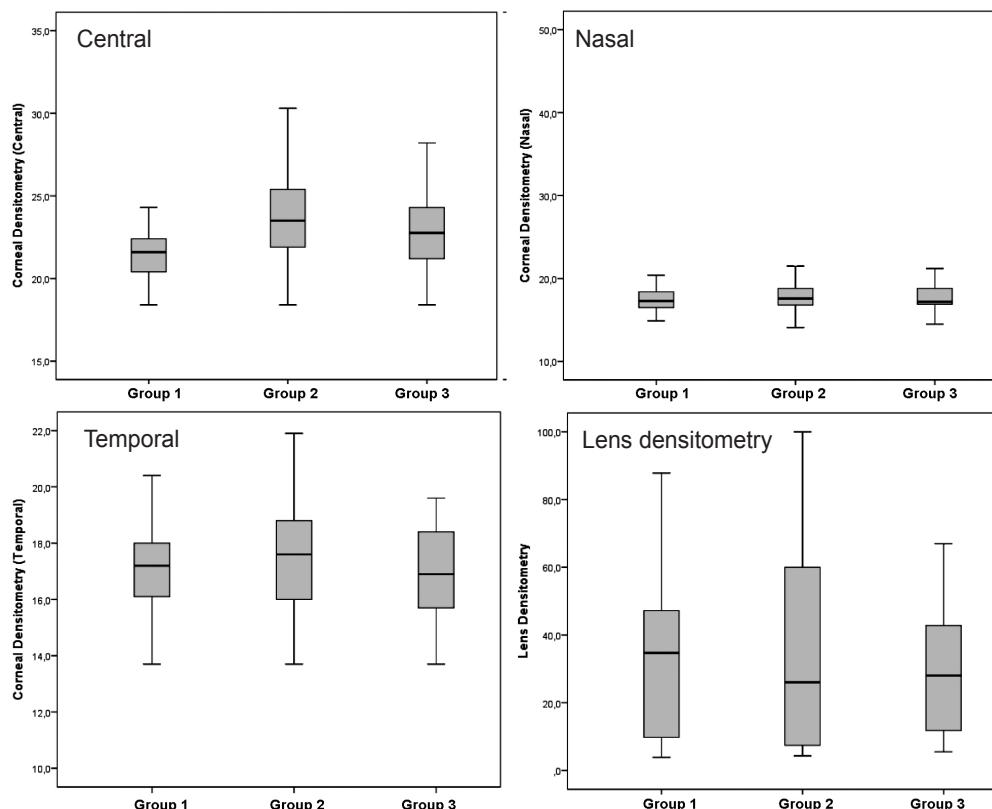 Central
Corneal Densitometry (Central)
35,0
30,0
25,0
20,0
15,0
Group 1
Group 2
Group 3
Nasal
Corneal Densitometry (Nasal)
50,0
40,0
30,0
20,0
10,0
Group 1
Group 2
Group 3
Temporal
Corneal Densitometry (Temporal)
22,0
20,0
18,0
16,0
14,0
12,0
10,0
Group 1
Group 2
Group 3
Lens densitometry
Lens Densitometry
100,0
80,0
60,0
40,0
20,0
,0
Group 1
Group 2
Group 3